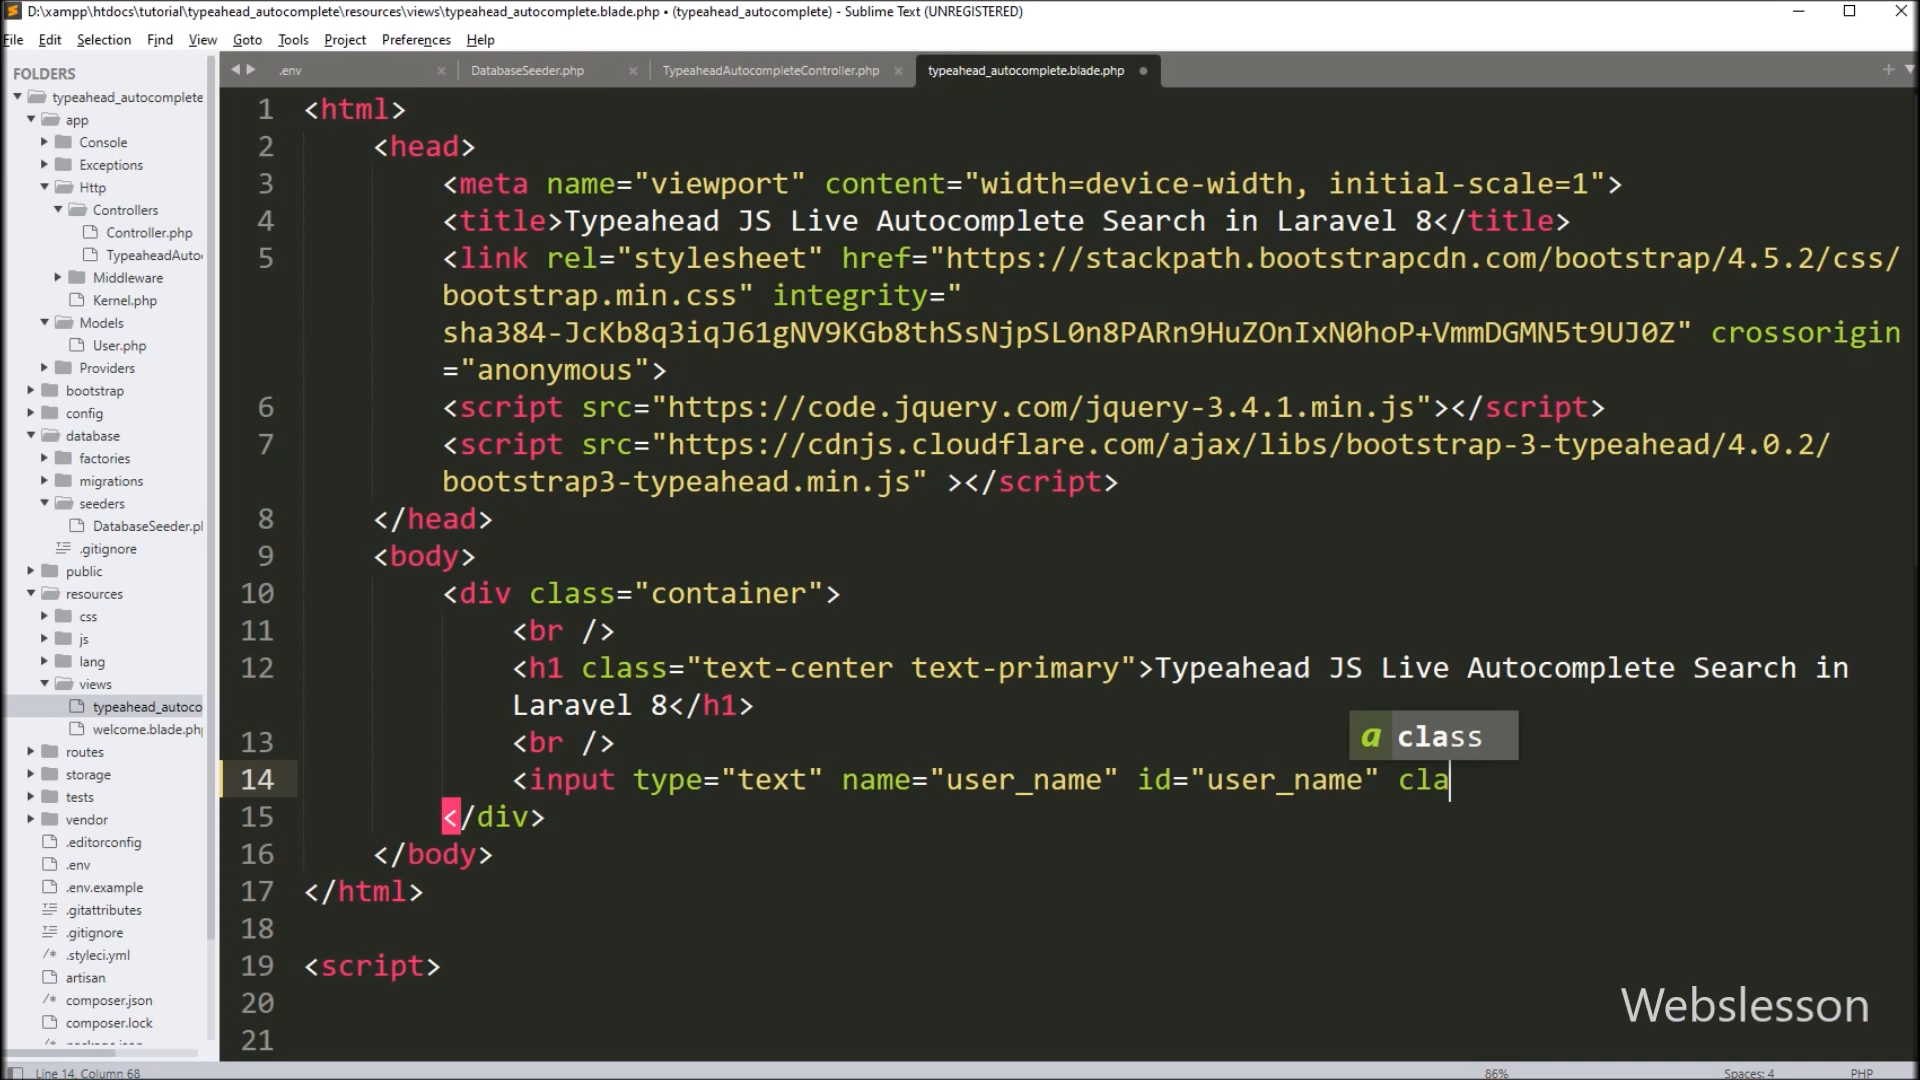 D:\xampp\htdocs\tutorial\typeahead_autocomplete\resources\views\typeahead_autocomplete.blade.php • (typeahead_autocomplete) - Sublime Text (UNREGISTERED)
File Edit Selection Find View Goto Tools Project Preferences Help
.env DatabaseSeeder.php TypeaheadAutocompleteController.php typeahead_autocomplete.blade.php
FOLDERS
typeahead_autocomplete
app
Console
Exceptions
Http
Controllers
Controller.php
TypeaheadAuto
Middleware
Kernel.php
Models
User.php
Providers
bootstrap
config
database
factories
migrations
seeders
DatabaseSeeder.pl
.gitignore
public
resources
css
js
lang
views
typeahead_autoco
welcome.blade.ph
routes
storage
tests
vendor
.editorconfig
.env
.env.example
.gitattributes
.gitignore
.styleci.yml
artisan
composer.json
composer.lock
1 <html>
2 <head>
3 <meta name="viewport" content="width=device-width, initial-scale=1">
4 <title>Typeahead JS Live Autocomplete Search in Laravel 8</title>
5 <link rel="stylesheet" href="https://stackpath.bootstrapcdn.com/bootstrap/4.5.2/css/
bootstrap.min.css" integrity="
sha384-JcKb8q3iqJ61gNV9KGb8thSsNjpSL0n8PARn9HuZOnIxN0hoP+VmmDGMN5t9UJ0Z" crossorigin
="anonymous">
6 <script src="https://code.jquery.com/jquery-3.4.1.min.js"></script>
7 <script src="https://cdnjs.cloudflare.com/ajax/libs/bootstrap-3-typeahead/4.0.2/
bootstrap3-typeahead.min.js" ></script>
8 </head>
9 <body>
10 <div class="container">
11 <br />
12 <h1 class="text-center text-primary">Typeahead JS Live Autocomplete Search in
Laravel 8</h1>
13 <br />
a class
14 <input type="text" name="user_name" id="user_name" cla
15 </div>
16 </body>
17 </html>
18
19 <script>
20
21
Webslesson
Line 14, Column 68 86% Spaces: 4 PHP